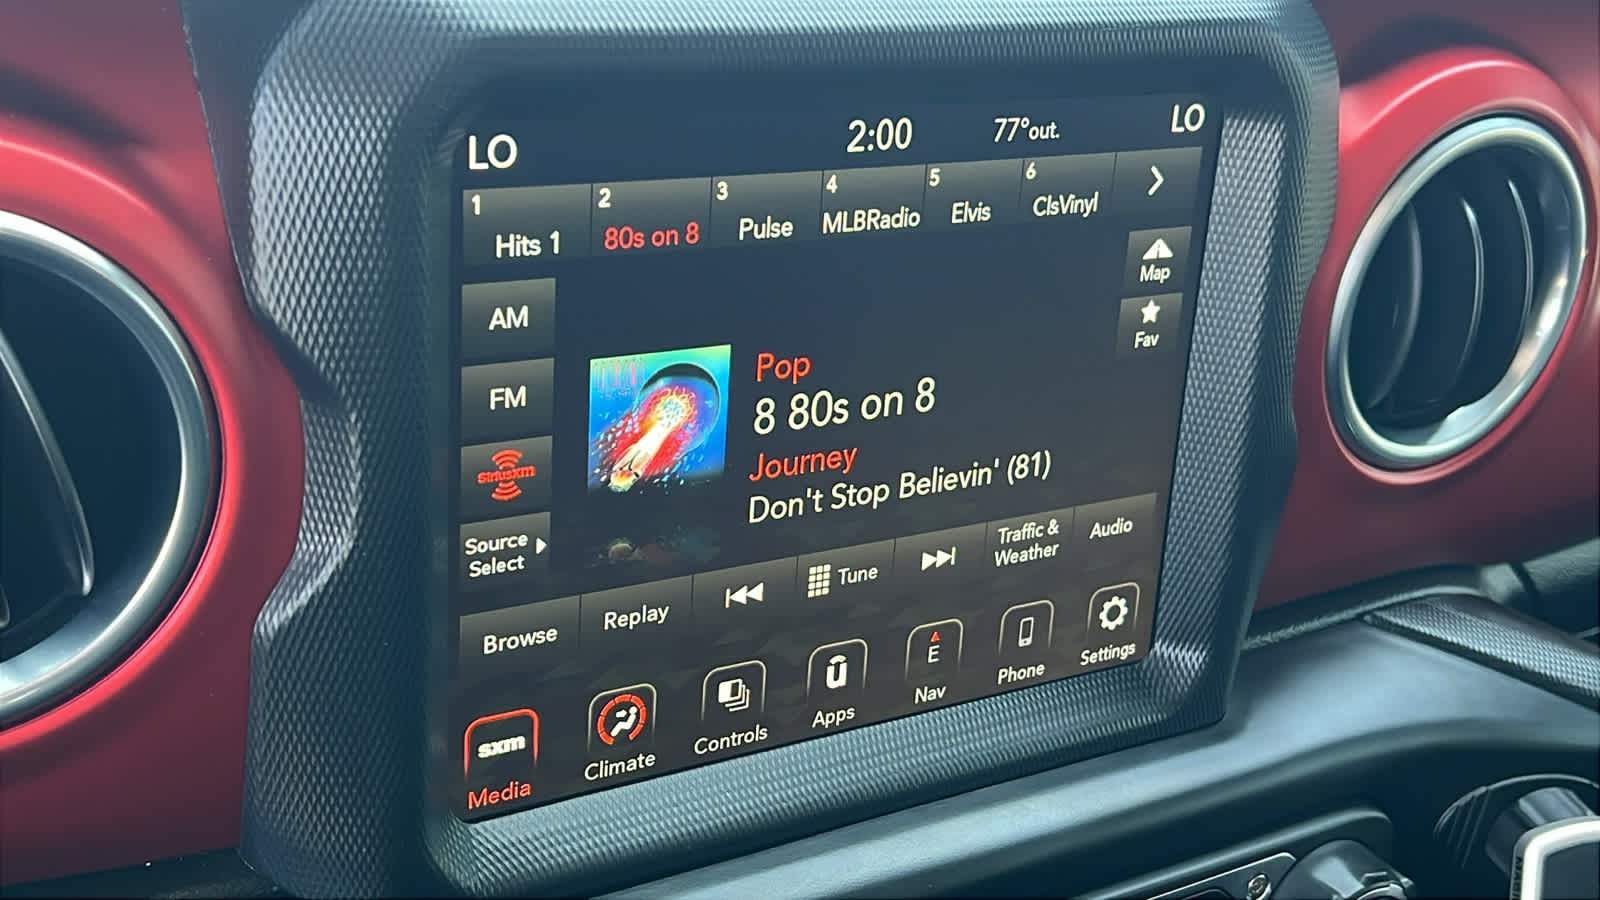 LO
2:00
77°out.
LO
1
Hits 1
2
80s on 8
3
Pulse
4
MLBRadio
5
Elvis
6
ClsVinyl
AM
FM
siriusxm
Source
Select
Map
Fav
Pop
8 80s on 8
Journey
Don't Stop Believin' (81)
Browse
Replay
Tune
Traffic &
Weather
Audio
sxm
Media
Climate
Controls
U
Apps
E
Nav
Phone
Settings